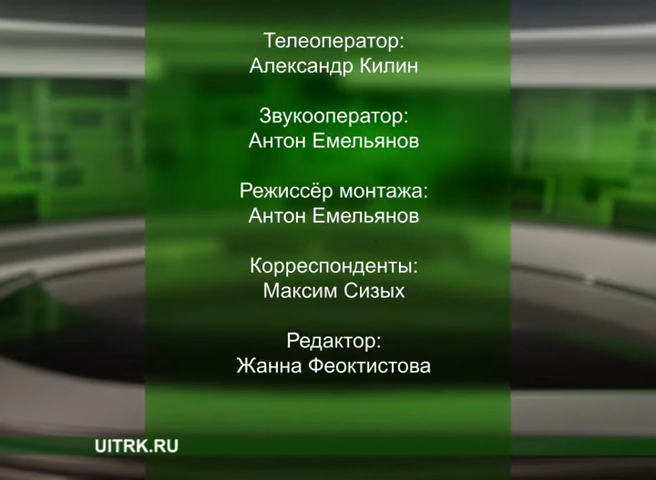 Телеоператор:
Александр Килин
Звукооператор:
Антон Емельянов
Режиссёр монтажа:
Антон Емельянов
Корреспонденты:
Максим Сизых
Редактор:
Жанна Феоктистова
UITRK.RU